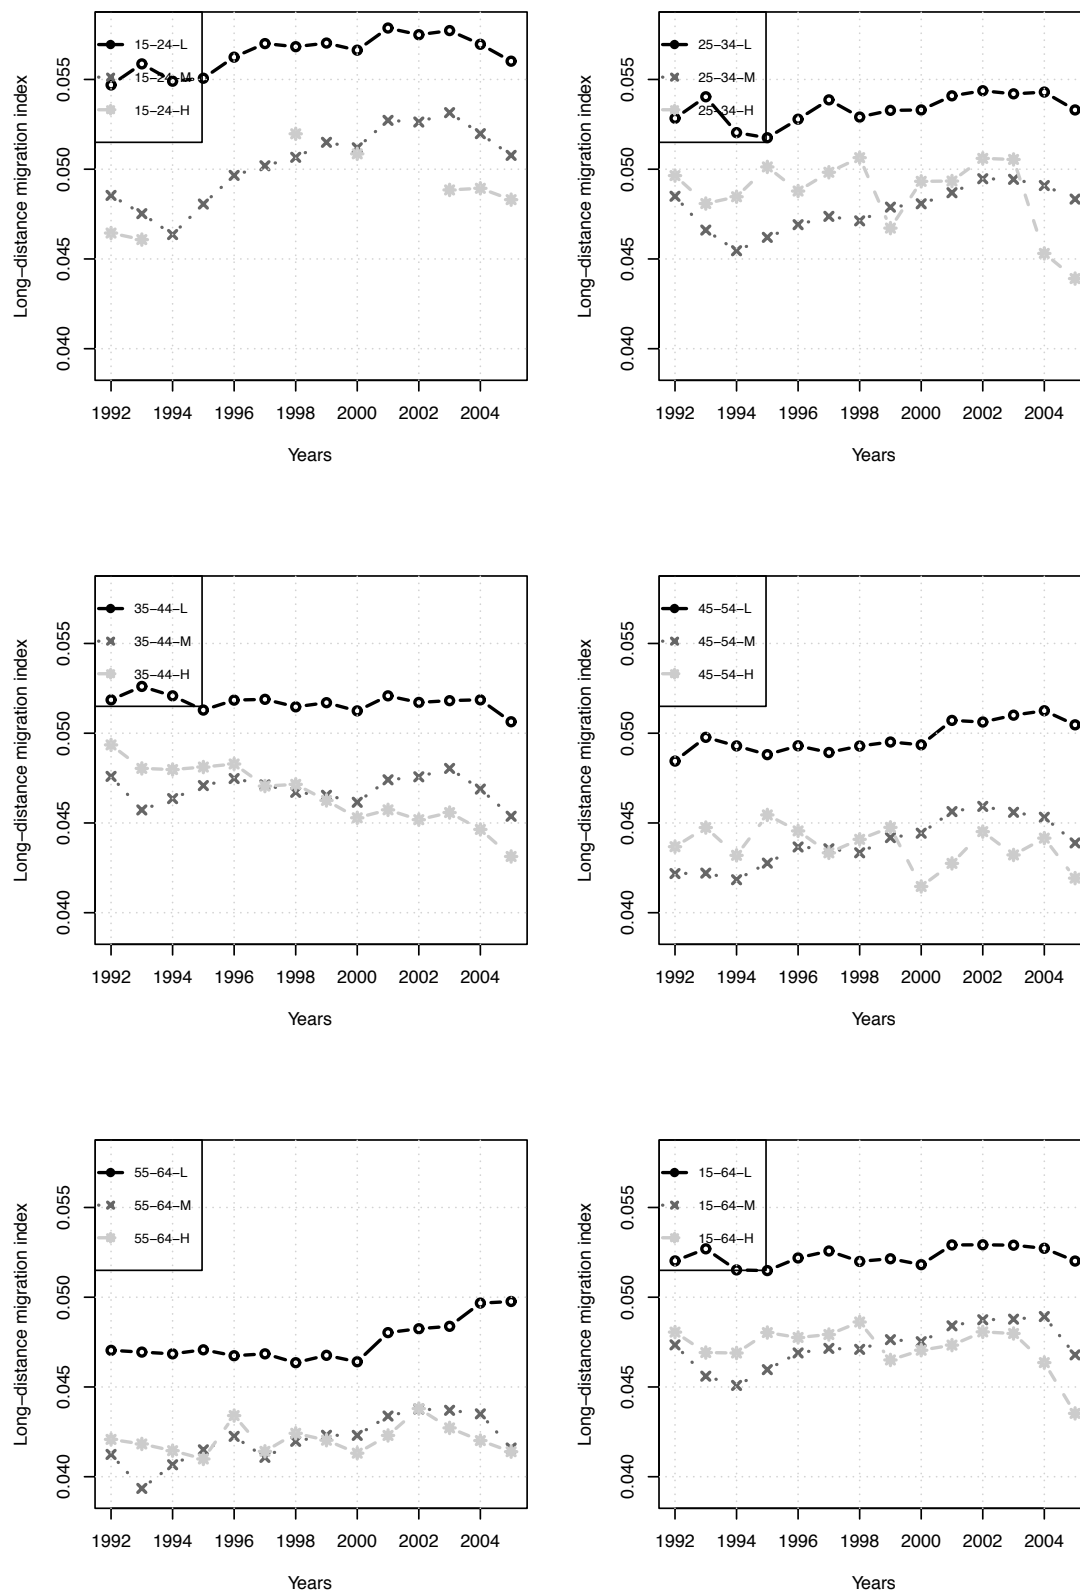 Long−distance migration index
0.055
0.050
0.045
0.040
15−24−L
15−24−M
15−24−H
1992 1994 1996 1998 2000 2002 2004
Years
Long−distance migration index
0.055
0.050
0.045
0.040
25−34−L
25−34−M
25−34−H
1992 1994 1996 1998 2000 2002 2004
Years
Long−distance migration index
0.055
0.050
0.045
0.040
35−44−L
35−44−M
35−44−H
1992 1994 1996 1998 2000 2002 2004
Years
Long−distance migration index
0.055
0.050
0.045
0.040
45−54−L
45−54−M
45−54−H
1992 1994 1996 1998 2000 2002 2004
Years
Long−distance migration index
0.055
0.050
0.045
0.040
55−64−L
55−64−M
55−64−H
1992 1994 1996 1998 2000 2002 2004
Years
Long−distance migration index
0.055
0.050
0.045
0.040
15−64−L
15−64−M
15−64−H
1992 1994 1996 1998 2000 2002 2004
Years